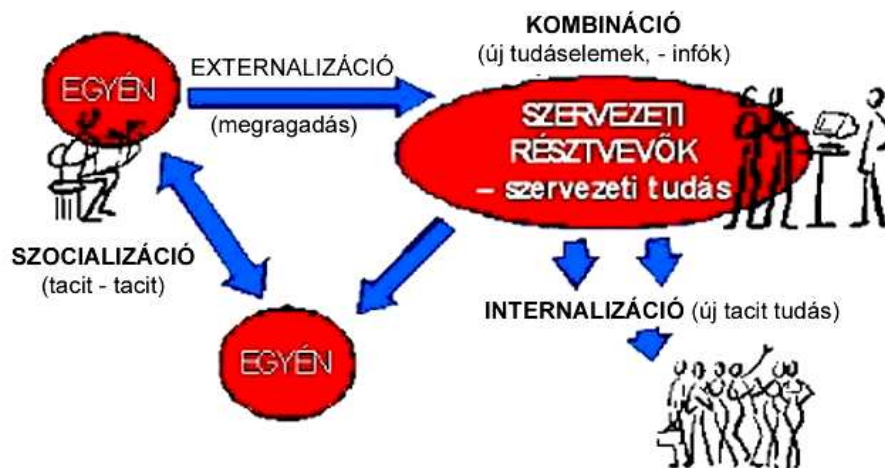 KOMBINÁCIÓ
(új tudáselemek, - infók)
EGYÉN
EXTERNALIZÁCIÓ
(megragadás)
SZERVEZETI
RÉSZTVEVŐK
– szervezeti tudás
SZOCIALIZÁCIÓ
(tacit - tacit)
EGYÉN
INTERNALIZÁCIÓ (új tacit tudás)